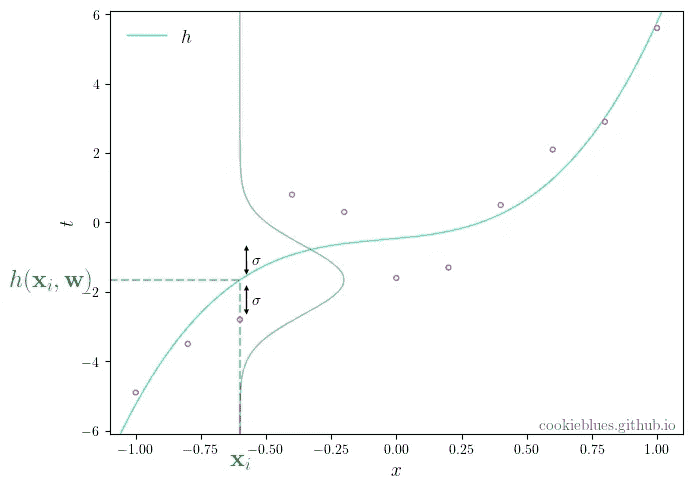 h
6
4
2
0
−2
−4
−6
t
σ
σ
h(𝐱ᵢ, 𝐰)
cookieblues.github.io
−1.00 −0.75 −0.50 −0.25 0.00 0.25 0.50 0.75 1.00
𝐱ᵢ
x